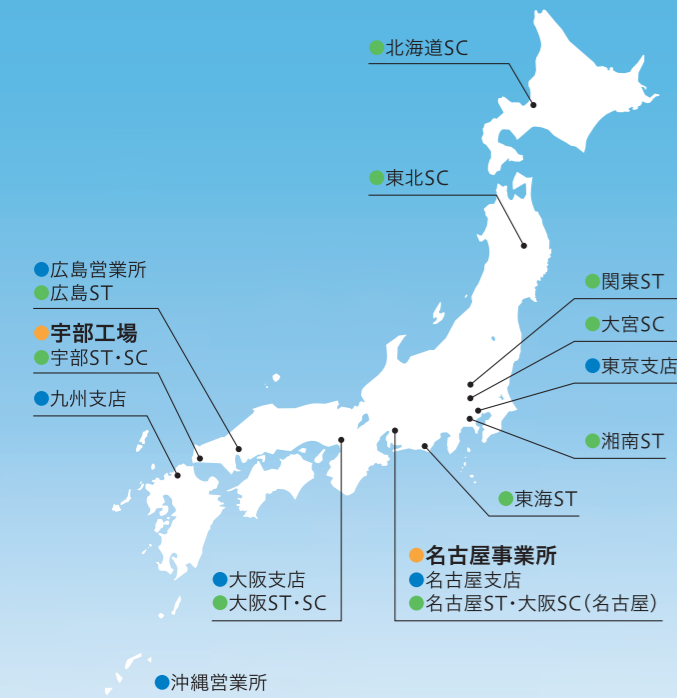 ●北海道SC
●東北SC
●広島営業所
●広島ST
●宇部工場
●宇部ST・SC
●九州支店
●関東ST
●大宮SC
●東京支店
●湘南ST
●東海ST
●名古屋事業所
●名古屋支店
●名古屋ST・大阪SC（名古屋）
●大阪支店
●大阪ST・SC
●沖縄営業所